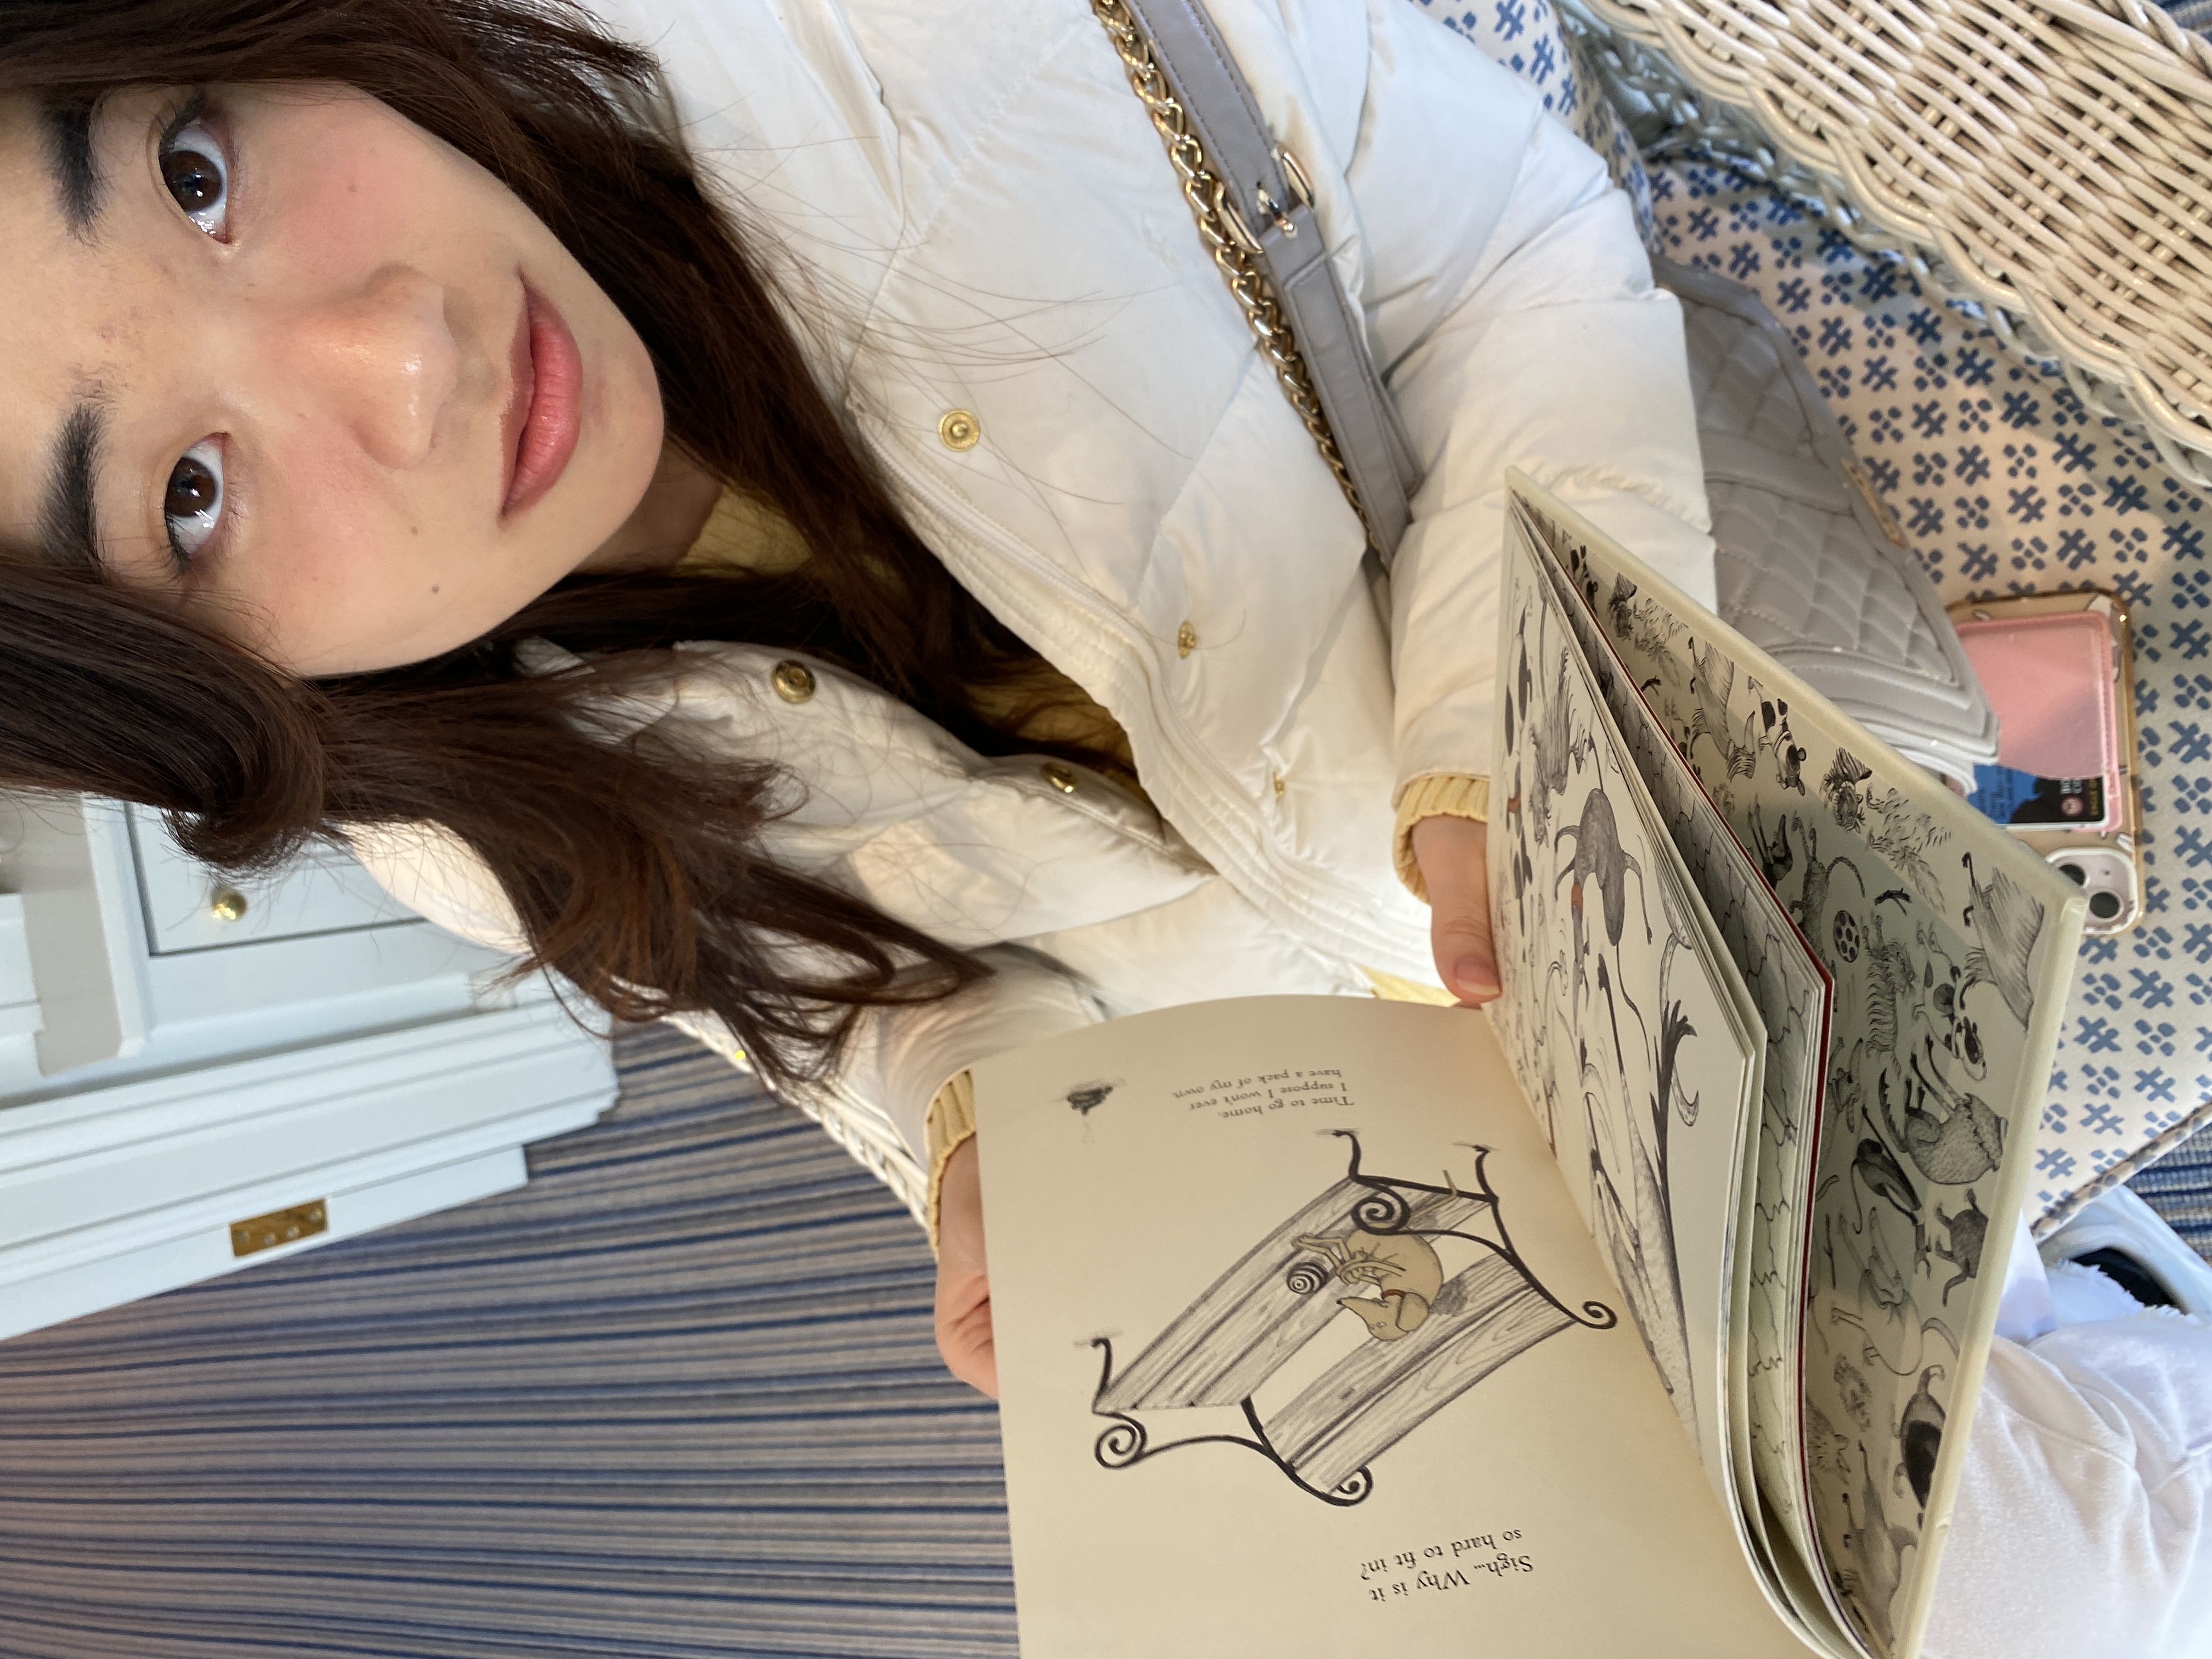 Sigh... Why is it
so hard to fit in?
Time to go home.
I suppose I won't ever
have a pack of my own